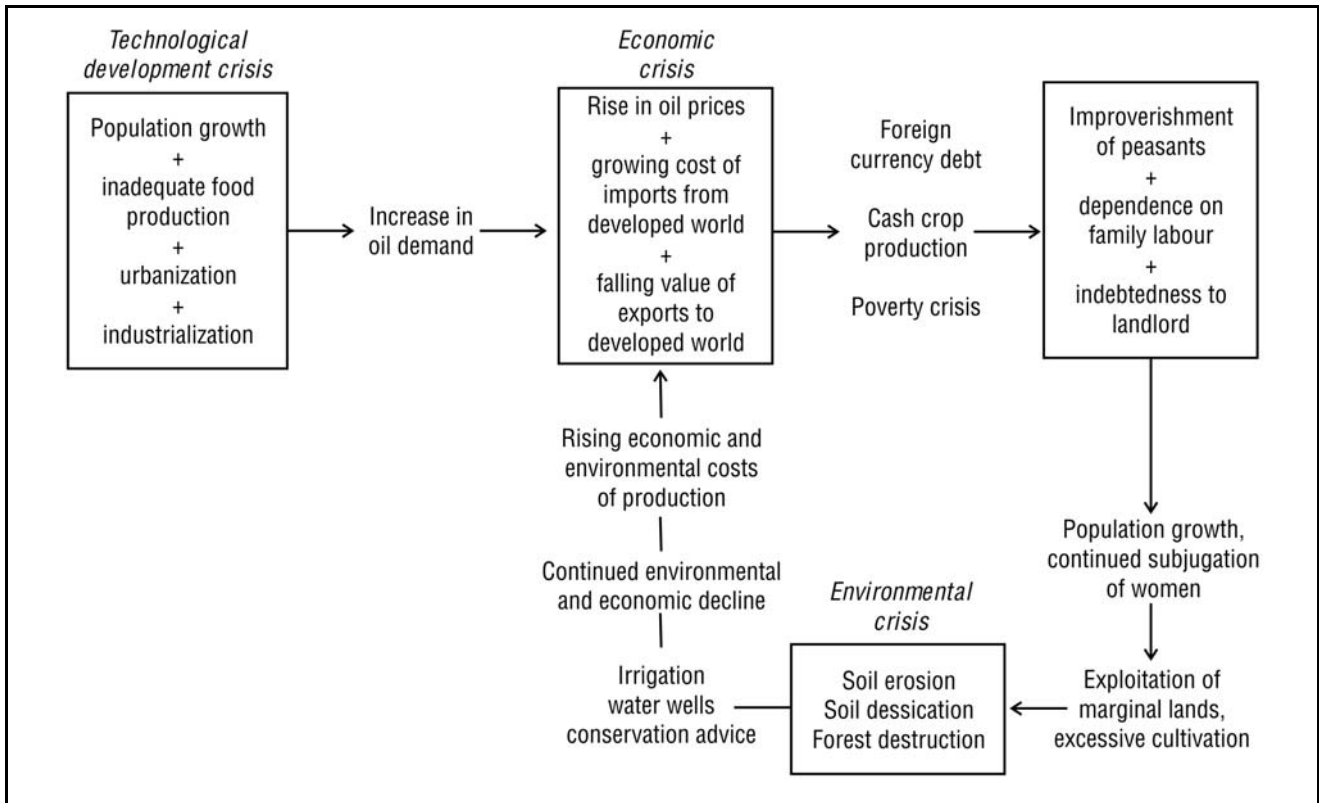 Technological
development crisis
Population growth
+
inadequate food
production
+
urbanization
+
industrialization
Increase in
oil demand
Economic
crisis
Rise in oil prices
+
growing cost of
imports from
developed world
+
falling value of
exports to
developed world
Foreign
currency debt
Cash crop
production
Poverty crisis
Improverishment
of peasants
+
dependence on
family labour
+
indebtedness to
landlord
Population growth,
continued subjugation
of women
Exploitation of
marginal lands,
excessive cultivation
Environmental
crisis
Soil erosion
Soil dessication
Forest destruction
Irrigation
water wells
conservation advice
Continued environmental
and economic decline
Rising economic and
environmental costs
of production